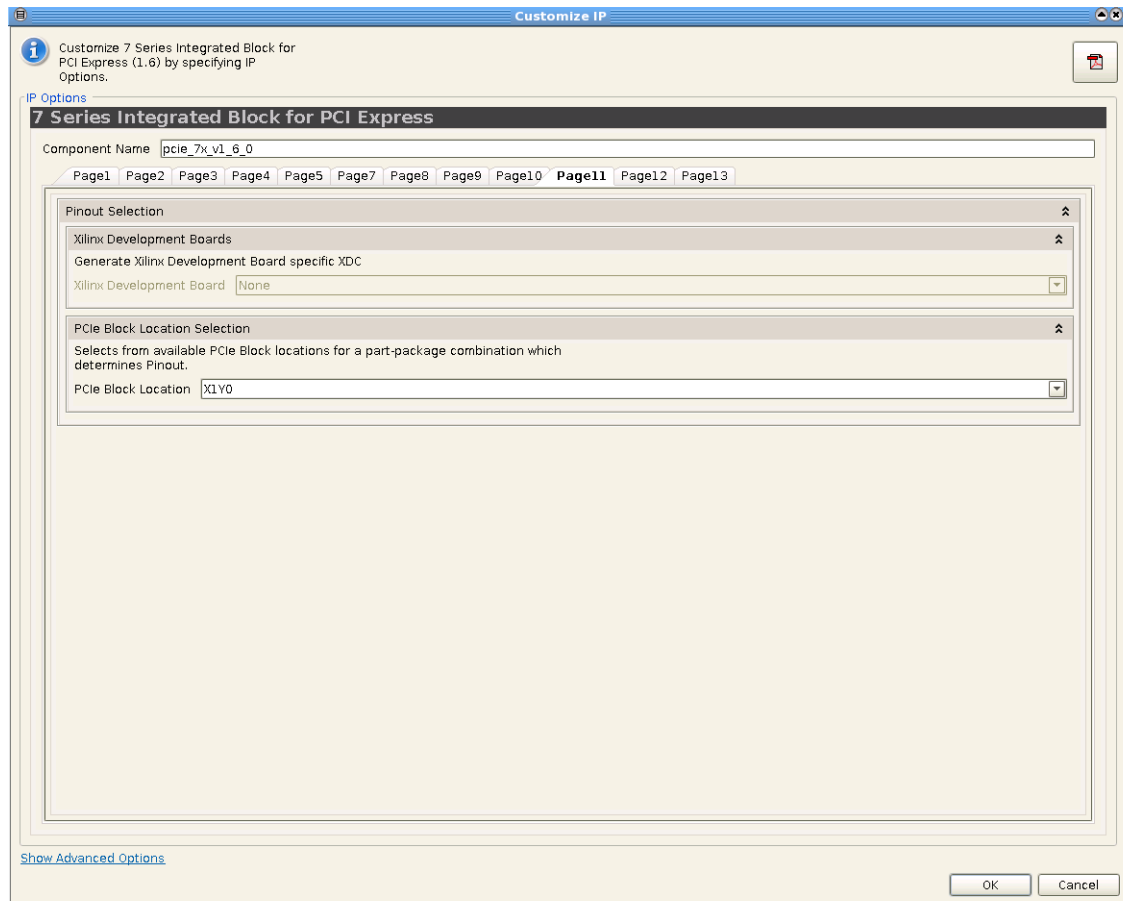 Customize IP
Customize 7 Series Integrated Block for
PCI Express (1.6) by specifying IP
Options.
IP Options
7 Series Integrated Block for PCI Express
Component Name pcie_7x_v1_6_0
Page1 Page2 Page3 Page4 Page5 Page7 Page8 Page9 Page10 Page11 Page12 Page13
Pinout Selection
Xilinx Development Boards
Generate Xilinx Development Board specific XDC
Xilinx Development Board None
PCIe Block Location Selection
Selects from available PCIe Block locations for a part-package combination which
determines Pinout.
PCIe Block Location X1Y0
Show Advanced Options
OK Cancel